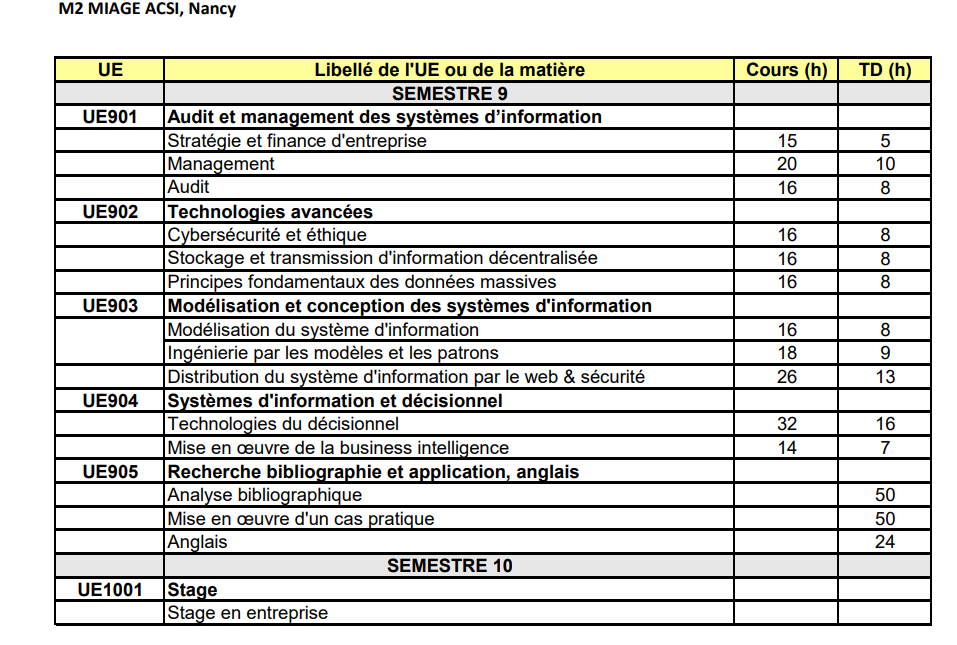 M2 MIAGE ACSI, Nancy
UE Libellé de l'UE ou de la matière Cours (h) TD (h)
SEMESTRE 9
UE901 Audit et management des systèmes d’information
Stratégie et finance d'entreprise 15 5
Management 20 10
Audit 16 8
UE902 Technologies avancées
Cybersécurité et éthique 16 8
Stockage et transmission d'information décentralisée 16 8
Principes fondamentaux des données massives 16 8
UE903 Modélisation et conception des systèmes d'information
Modélisation du système d'information 16 8
Ingénierie par les modèles et les patrons 18 9
Distribution du système d'information par le web & sécurité 26 13
UE904 Systèmes d'information et décisionnel
Technologies du décisionnel 32 16
Mise en œuvre de la business intelligence 14 7
UE905 Recherche bibliographie et application, anglais
Analyse bibliographique 50
Mise en œuvre d'un cas pratique 50
Anglais 24
SEMESTRE 10
UE1001 Stage
Stage en entreprise